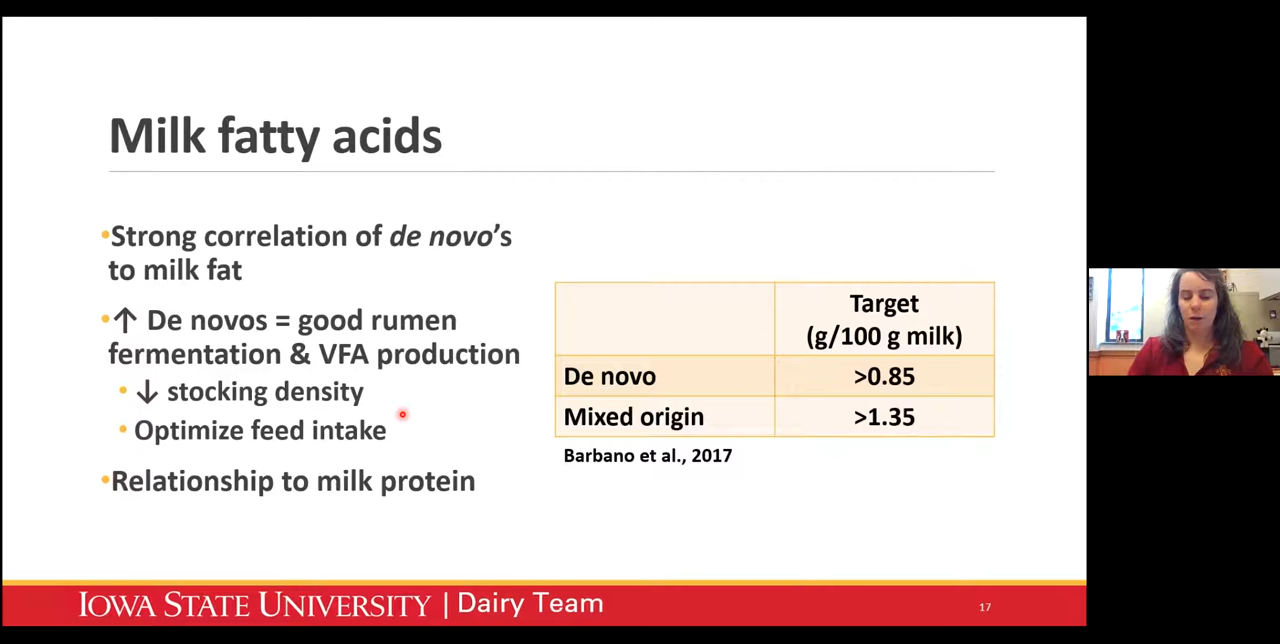 Milk fatty acids
•Strong correlation of de novo's
to milk fat
•↑ De novos = good rumen
fermentation & VFA production
• ↓ stocking density
• Optimize feed intake
•Relationship to milk protein
Target
(g/100 g milk)
De novo >0.85
Mixed origin >1.35
Barbano et al., 2017
IOWA STATE UNIVERSITY | Dairy Team
17